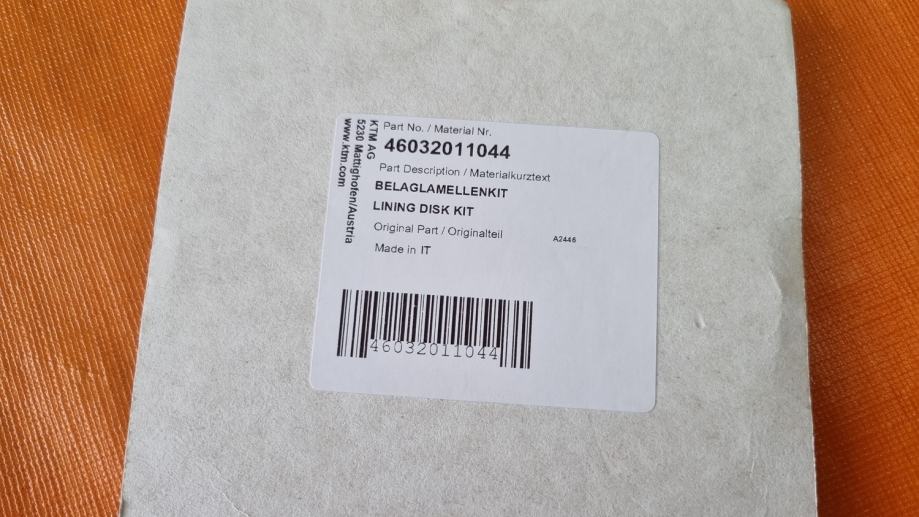 KTM AG
5230 Mattighofen/Austria
www.ktm.com
Part No. / Material Nr.
46032011044
Part Description / Materialkurztext
BELAGLAMELLENKIT
LINING DISK KIT
Original Part / Originalteil
A2446
Made in IT
46032011044